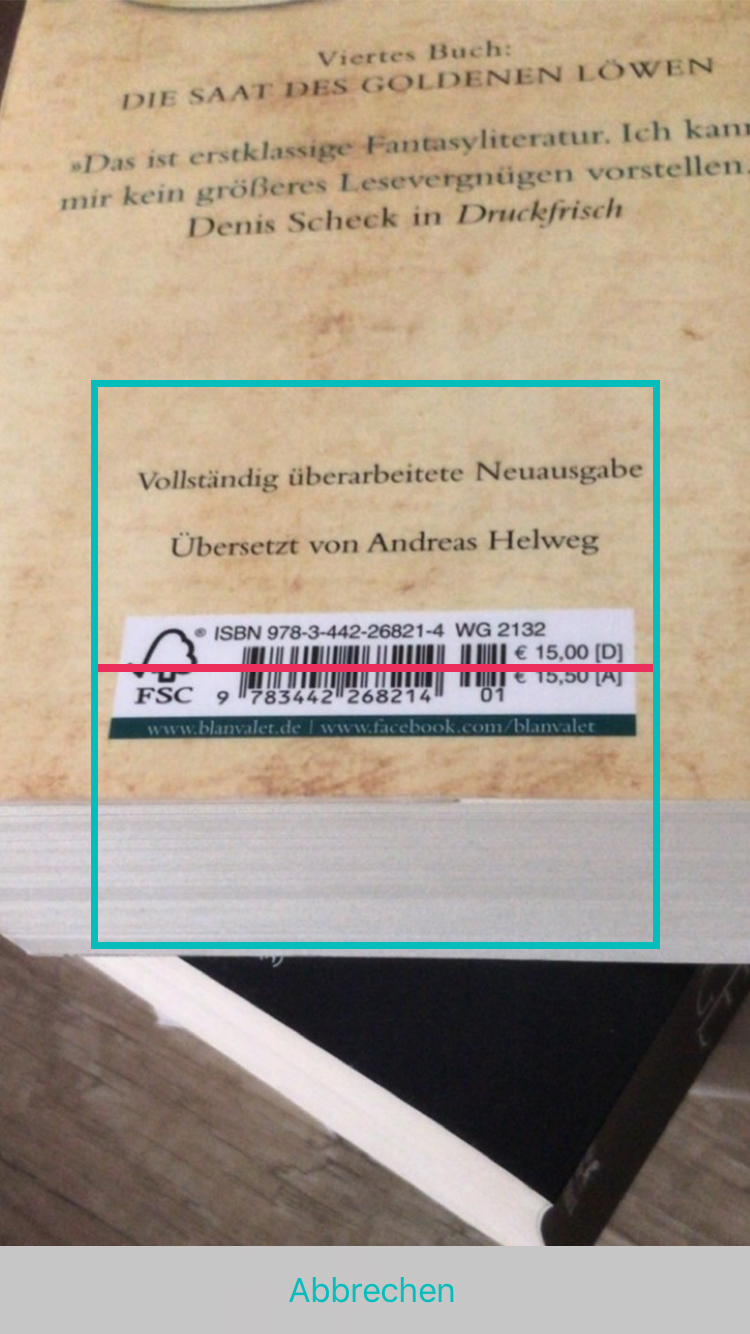 Viertes Buch:
DIE SAAT DES GOLDENEN LÖWEN
»Das ist erstklassige Fantasyliteratur. Ich kann
mir kein größeres Lesevergnügen vorstellen.
Denis Scheck in Druckfrisch
Vollständig überarbeitete Neuausgabe
Übersetzt von Andreas Helweg
® ISBN 978-3-442-26821-4 WG 2132
€ 15,00 [D]
€ 15,50 [A]
FSC 9 783442 268214 01
www.blanvalet.de | www.facebook.com/blanvalet
Abbrechen